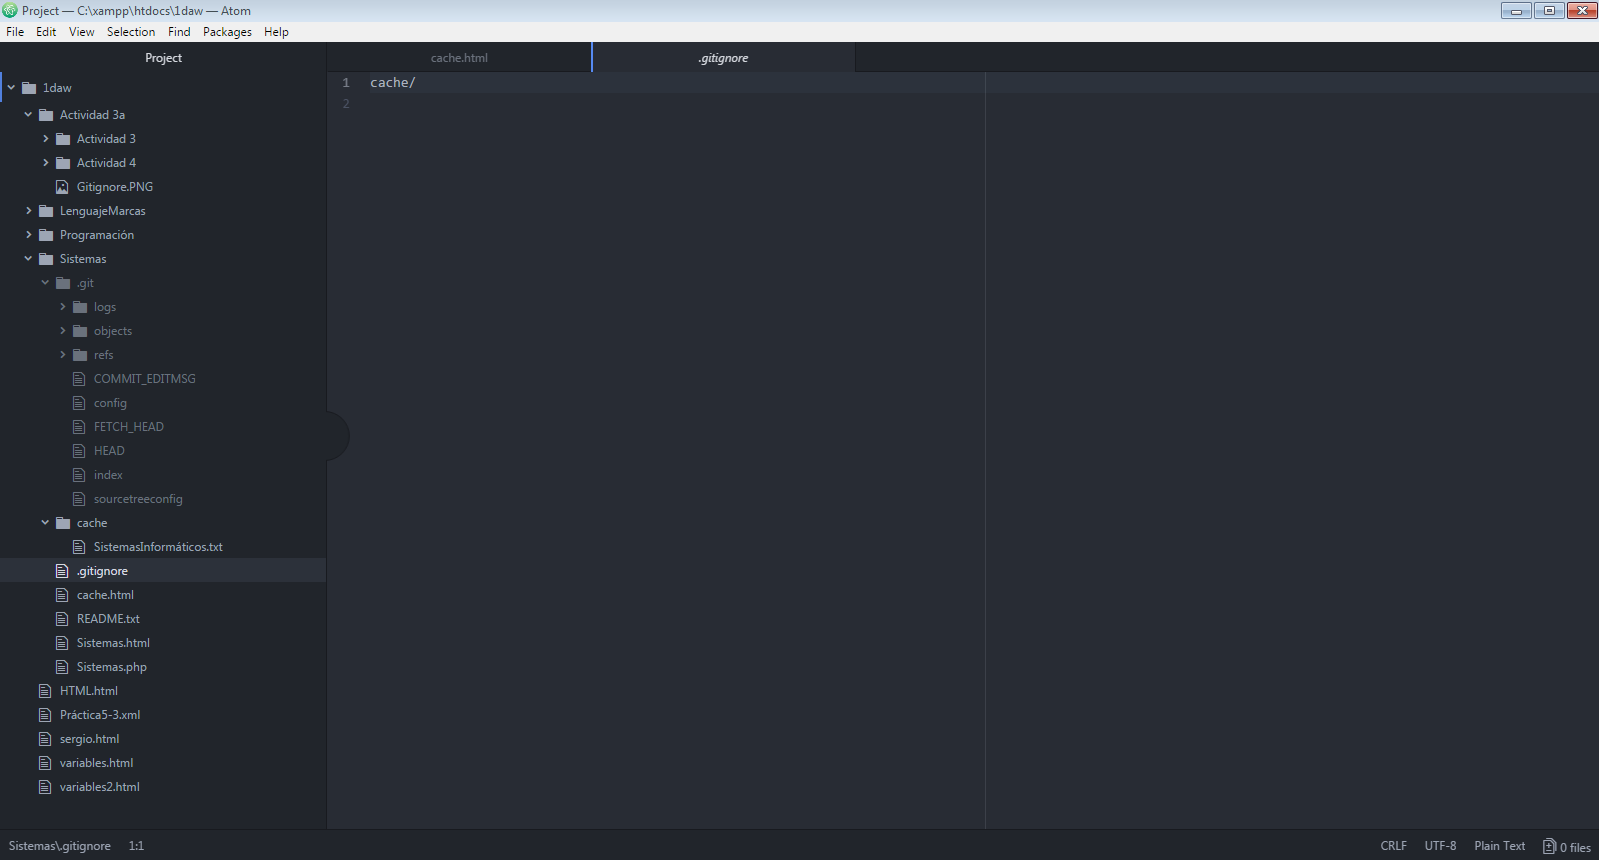 Project — C:\xampp\htdocs\1daw — Atom
File Edit View Selection Find Packages Help
Project
cache.html
.gitignore
1daw
Actividad 3a
Actividad 3
Actividad 4
Gitignore.PNG
LenguajeMarcas
Programación
Sistemas
.git
logs
objects
refs
COMMIT_EDITMSG
config
FETCH_HEAD
HEAD
index
sourcetreeconfig
cache
SistemasInformáticos.txt
.gitignore
cache.html
README.txt
Sistemas.html
Sistemas.php
HTML.html
Práctica5-3.xml
sergio.html
variables.html
variables2.html
1 cache/
2
Sistemas\.gitignore 1:1
CRLF UTF-8 Plain Text 0 files